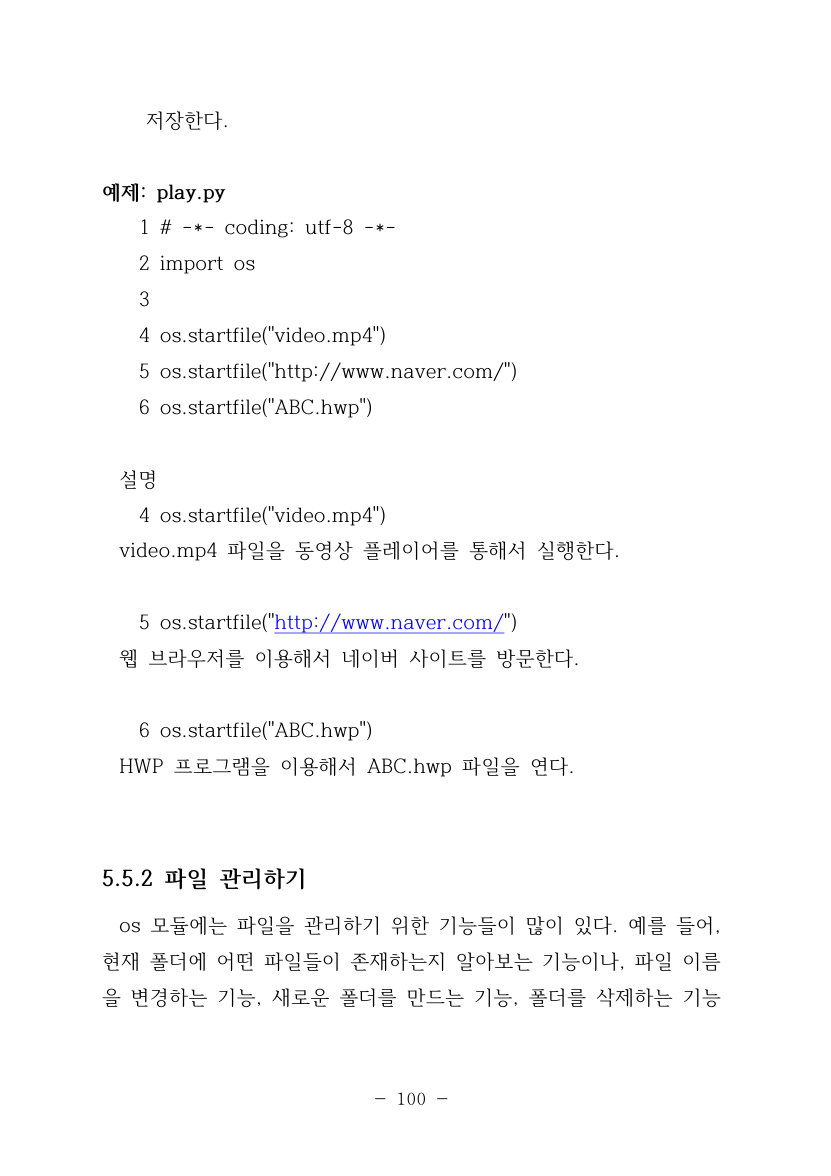 저장한다.
예제: play.py
1 # -*- coding: utf-8 -*-
2 import os
3
4 os.startfile("video.mp4")
5 os.startfile("http://www.naver.com/")
6 os.startfile("ABC.hwp")
설명
4 os.startfile("video.mp4")
video.mp4 파일을 동영상 플레이어를 통해서 실행한다.
5 os.startfile("http://www.naver.com/")
웹 브라우저를 이용해서 네이버 사이트를 방문한다.
6 os.startfile("ABC.hwp")
HWP 프로그램을 이용해서 ABC.hwp 파일을 연다.
5.5.2 파일 관리하기
os 모듈에는 파일을 관리하기 위한 기능들이 많이 있다. 예를 들어,
현재 폴더에 어떤 파일들이 존재하는지 알아보는 기능이나, 파일 이름
을 변경하는 기능, 새로운 폴더를 만드는 기능, 폴더를 삭제하는 기능
- 100 -